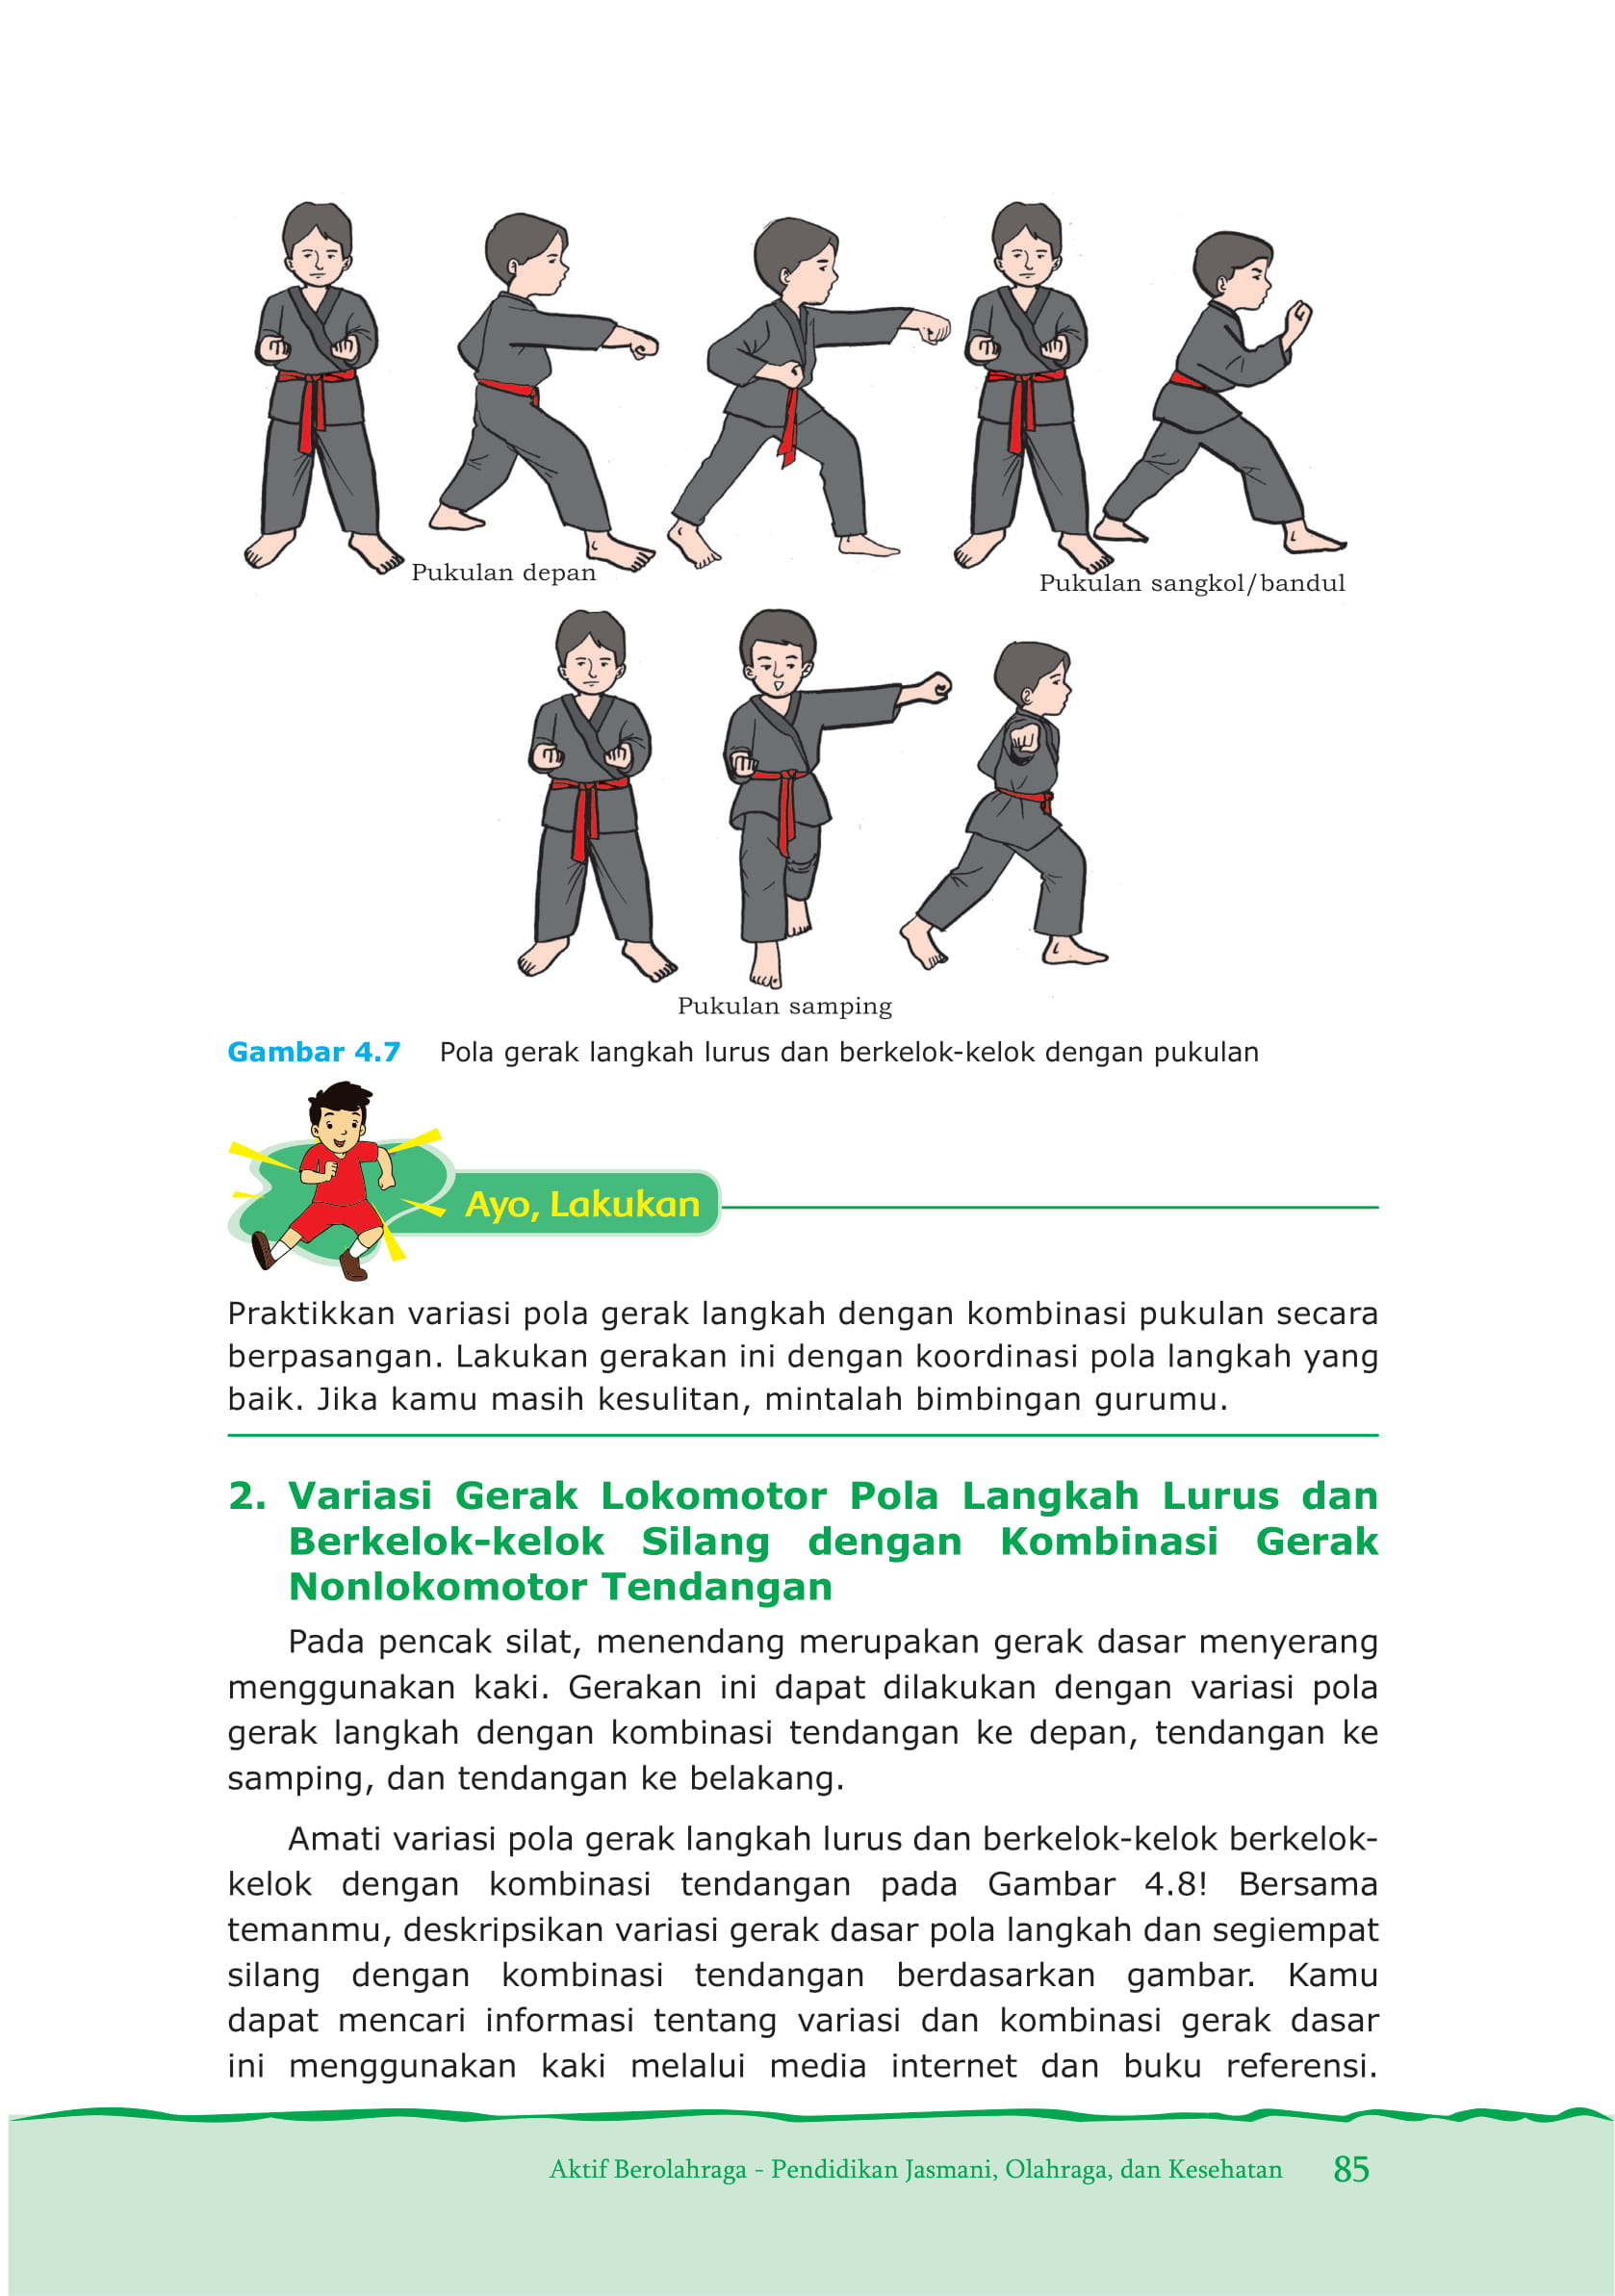 Pukulan depan
Pukulan sangkol/bandul
Pukulan samping
Gambar 4.7 Pola gerak langkah lurus dan berkelok-kelok dengan pukulan
Ayo, Lakukan
Praktikkan variasi pola gerak langkah dengan kombinasi pukulan secara
berpasangan. Lakukan gerakan ini dengan koordinasi pola langkah yang
baik. Jika kamu masih kesulitan, mintalah bimbingan gurumu.
2. Variasi Gerak Lokomotor Pola Langkah Lurus dan
Berkelok-kelok Silang dengan Kombinasi Gerak
Nonlokomotor Tendangan
Pada pencak silat, menendang merupakan gerak dasar menyerang
menggunakan kaki. Gerakan ini dapat dilakukan dengan variasi pola
gerak langkah dengan kombinasi tendangan ke depan, tendangan ke
samping, dan tendangan ke belakang.
Amati variasi pola gerak langkah lurus dan berkelok-kelok berkelok-
kelok dengan kombinasi tendangan pada Gambar 4.8! Bersama
temanmu, deskripsikan variasi gerak dasar pola langkah dan segiempat
silang dengan kombinasi tendangan berdasarkan gambar. Kamu
dapat mencari informasi tentang variasi dan kombinasi gerak dasar
ini menggunakan kaki melalui media internet dan buku referensi.
Aktif Berolahraga - Pendidikan Jasmani, Olahraga, dan Kesehatan 85